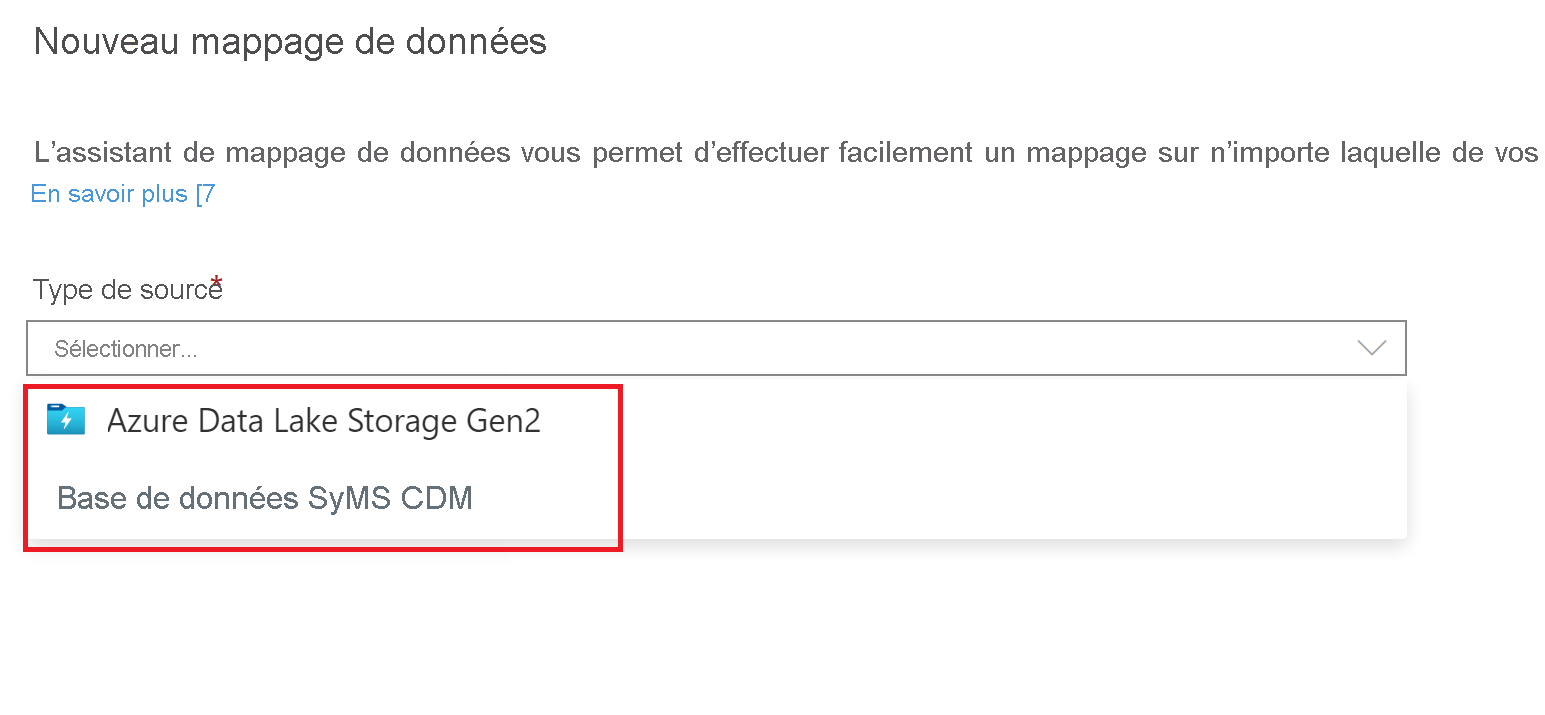 Nouveau mappage de données
L’assistant de mappage de données vous permet d’effectuer facilement un mappage sur n’importe laquelle de vos
En savoir plus [7
Type de source*
Sélectionner...
Azure Data Lake Storage Gen2
Base de données SyMS CDM